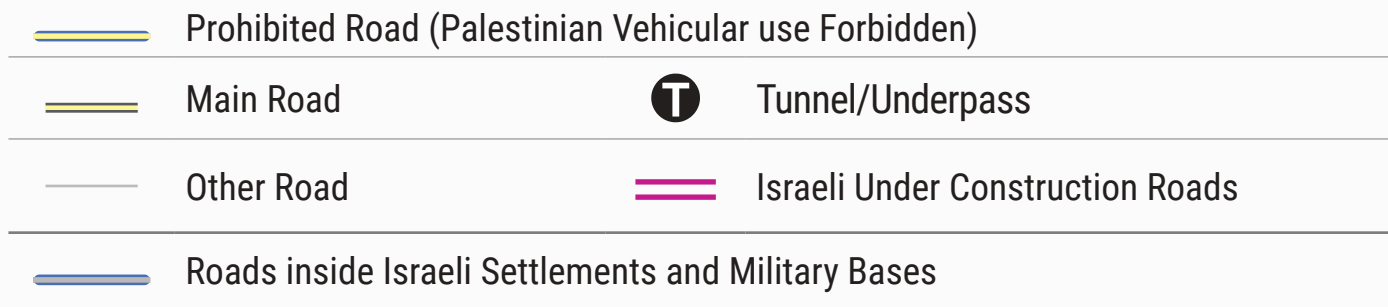 Prohibited Road (Palestinian Vehicular use Forbidden)
Main Road
T Tunnel/Underpass
Other Road
Israeli Under Construction Roads
Roads inside Israeli Settlements and Military Bases